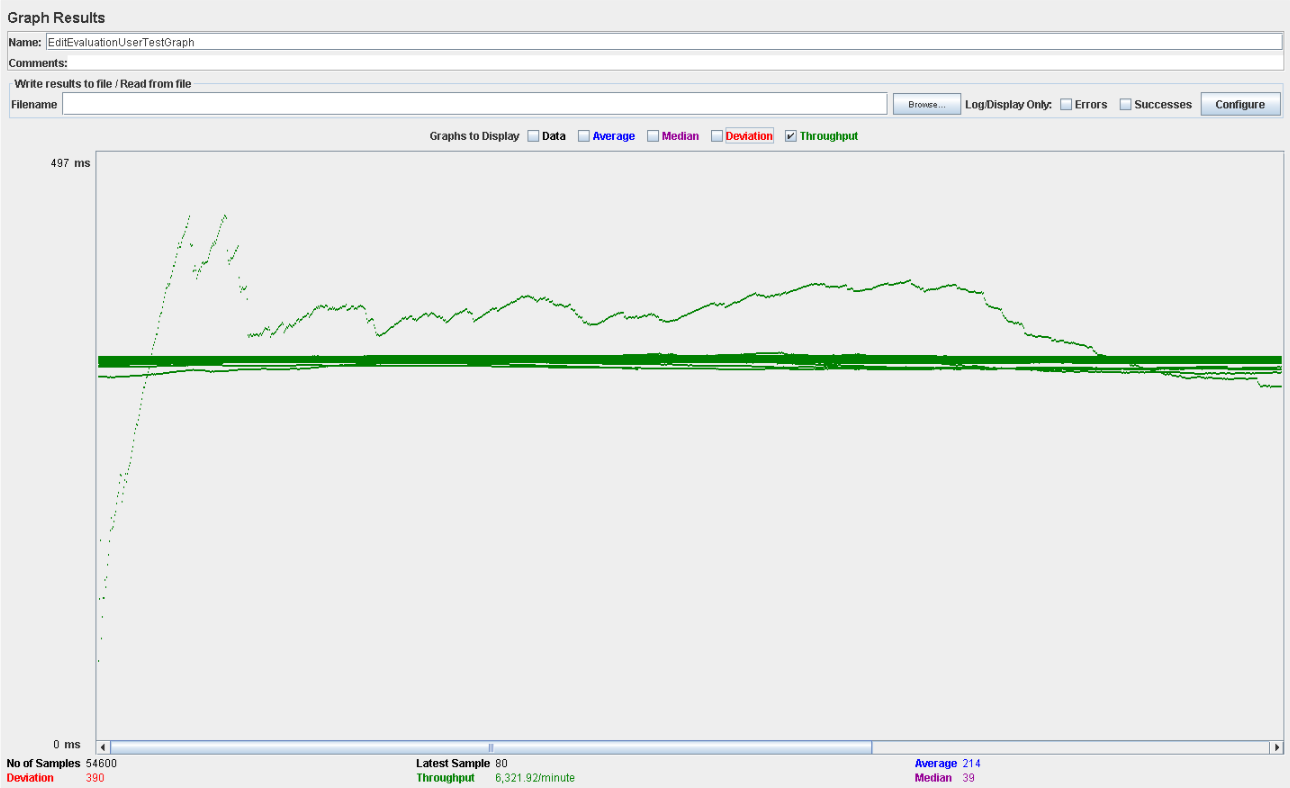 Graph Results
Name: EditEvaluationUserTestGraph
Comments:
Write results to file / Read from file
Filename Browse... Log/Display Only: Errors Successes Configure
Graphs to Display Data Average Median Deviation Throughput
497 ms
0 ms
No of Samples 54600 Latest Sample 80 Average 214
Deviation 390 Throughput 6,321.92/minute Median 39